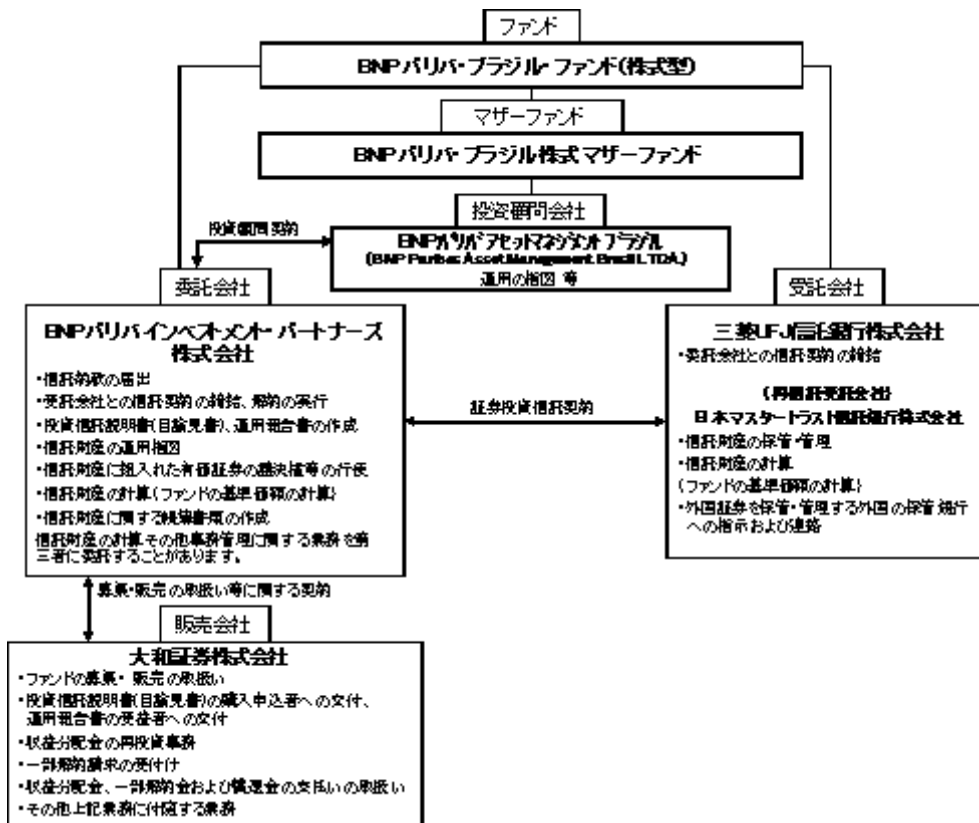 ファンド
BNPパリバ・ブラジル・ファンド(株式型)
マザーファンド
BNPパリバ・ブラジル株式マザーファンド
投資顧問会社
BNPパリバアセットマネジメントブラジル
(BNP Paribas Asset Management Brasil LTDA.)
運用の指図 等
投資顧問契約
委託会社
BNPパリバインベストメント・パートナーズ
株式会社
・信託約款の届出
・受託会社との信託契約の締結、解約の実行
・投資信託説明書(目論見書)、運用報告書の作成
・信託財産の運用指図
・信託財産に組入れた有価証券の議決権等の行使
・信託財産の計算(ファンドの基準価額の計算)
・信託財産に関する帳簿書類の作成
信託財産の計算その他事務管理に関する業務を第
三者に委託することがあります。
証券投資信託契約
受託会社
三菱UFJ信託銀行株式会社
・委託会社との信託契約の締結
(再信託受託会社)
日本マスタートラスト信託銀行株式会社
・信託財産の保管・管理
・信託財産の計算
(ファンドの基準価額の計算)
・外国証券を保管・管理する外国の保管銀行
への指示および連絡
募集・販売の取扱い等に関する契約
販売会社
大和証券株式会社
・ファンドの募集・販売の取扱い
・投資信託説明書(目論見書)の購入申込者への交付、
運用報告書の受益者への交付
・収益分配金の再投資事務
・一部解約請求の受付け
・収益分配金、一部解約金および償還金の支払いの取扱い
・その他上記業務に付随する業務